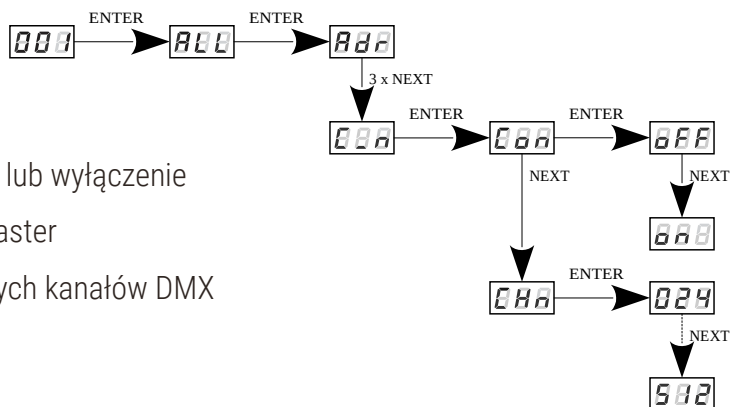 ENTER ENTER
001 ALL Adr
3 x NEXT
ENTER ENTER
C_n Con oFF
lub wyłączenie
NEXT NEXT
aster
on
ych kanałów DMX
ENTER
CHn 024
NEXT
512